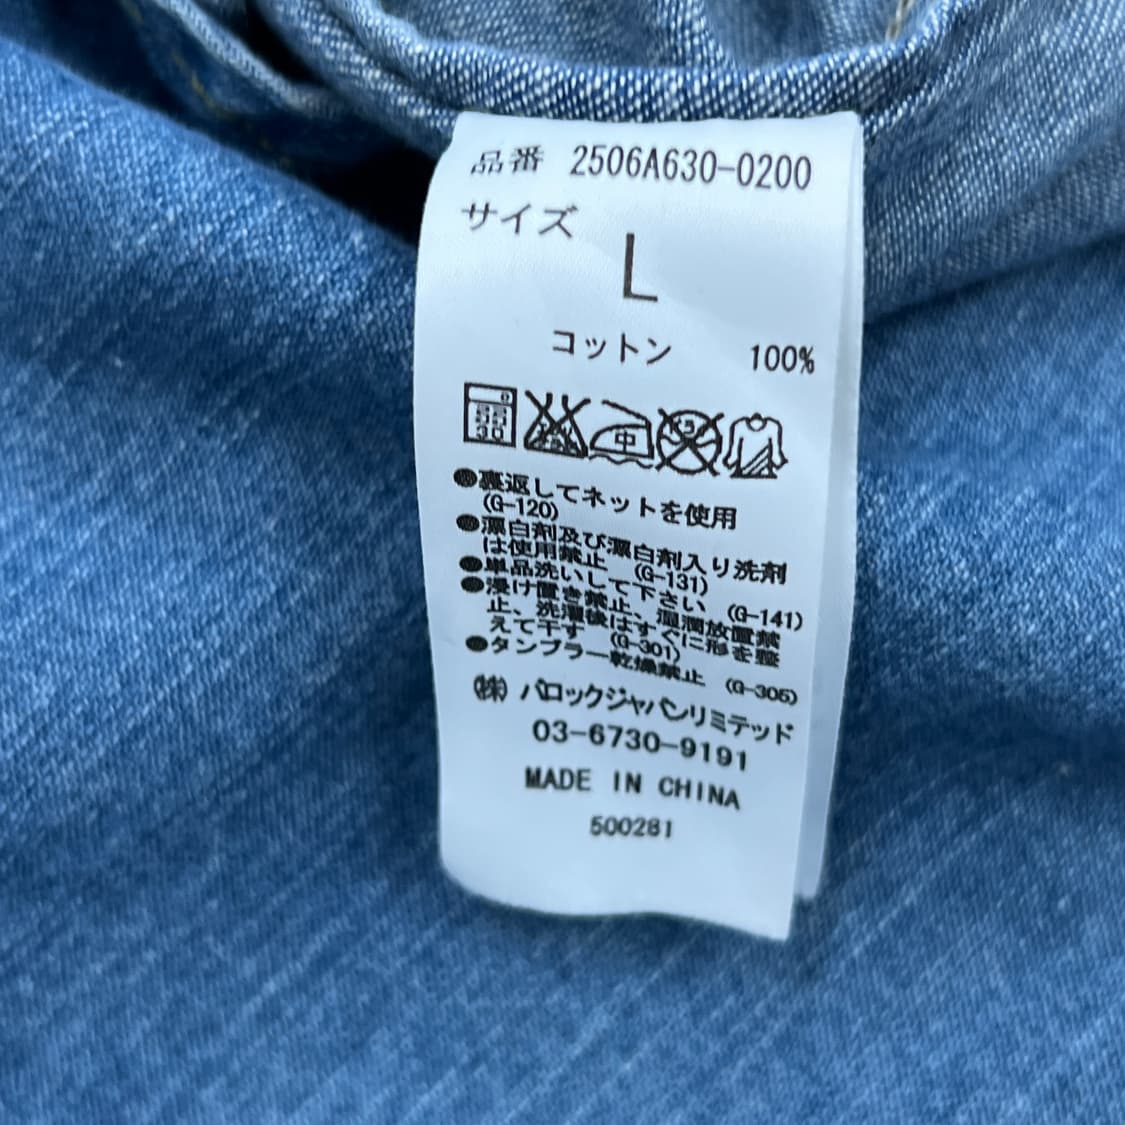 品番 2506A630-0200
サイズ
L
コットン 100%
30
中
●裏返してネットを使用
(G-120)
●漂白剤及び漂白剤入り洗剤
は使用禁止 (G-131)
●単品洗いして下さい (G-141)
●浸け置き禁止、湿潤放置禁
止、洗濯後はすぐに形を整
えて干す (G-301)
●タンブラー乾燥禁止 (G-305)
㈱ バロックジャパンリミテッド
03-6730-9191
MADE IN CHINA
500281